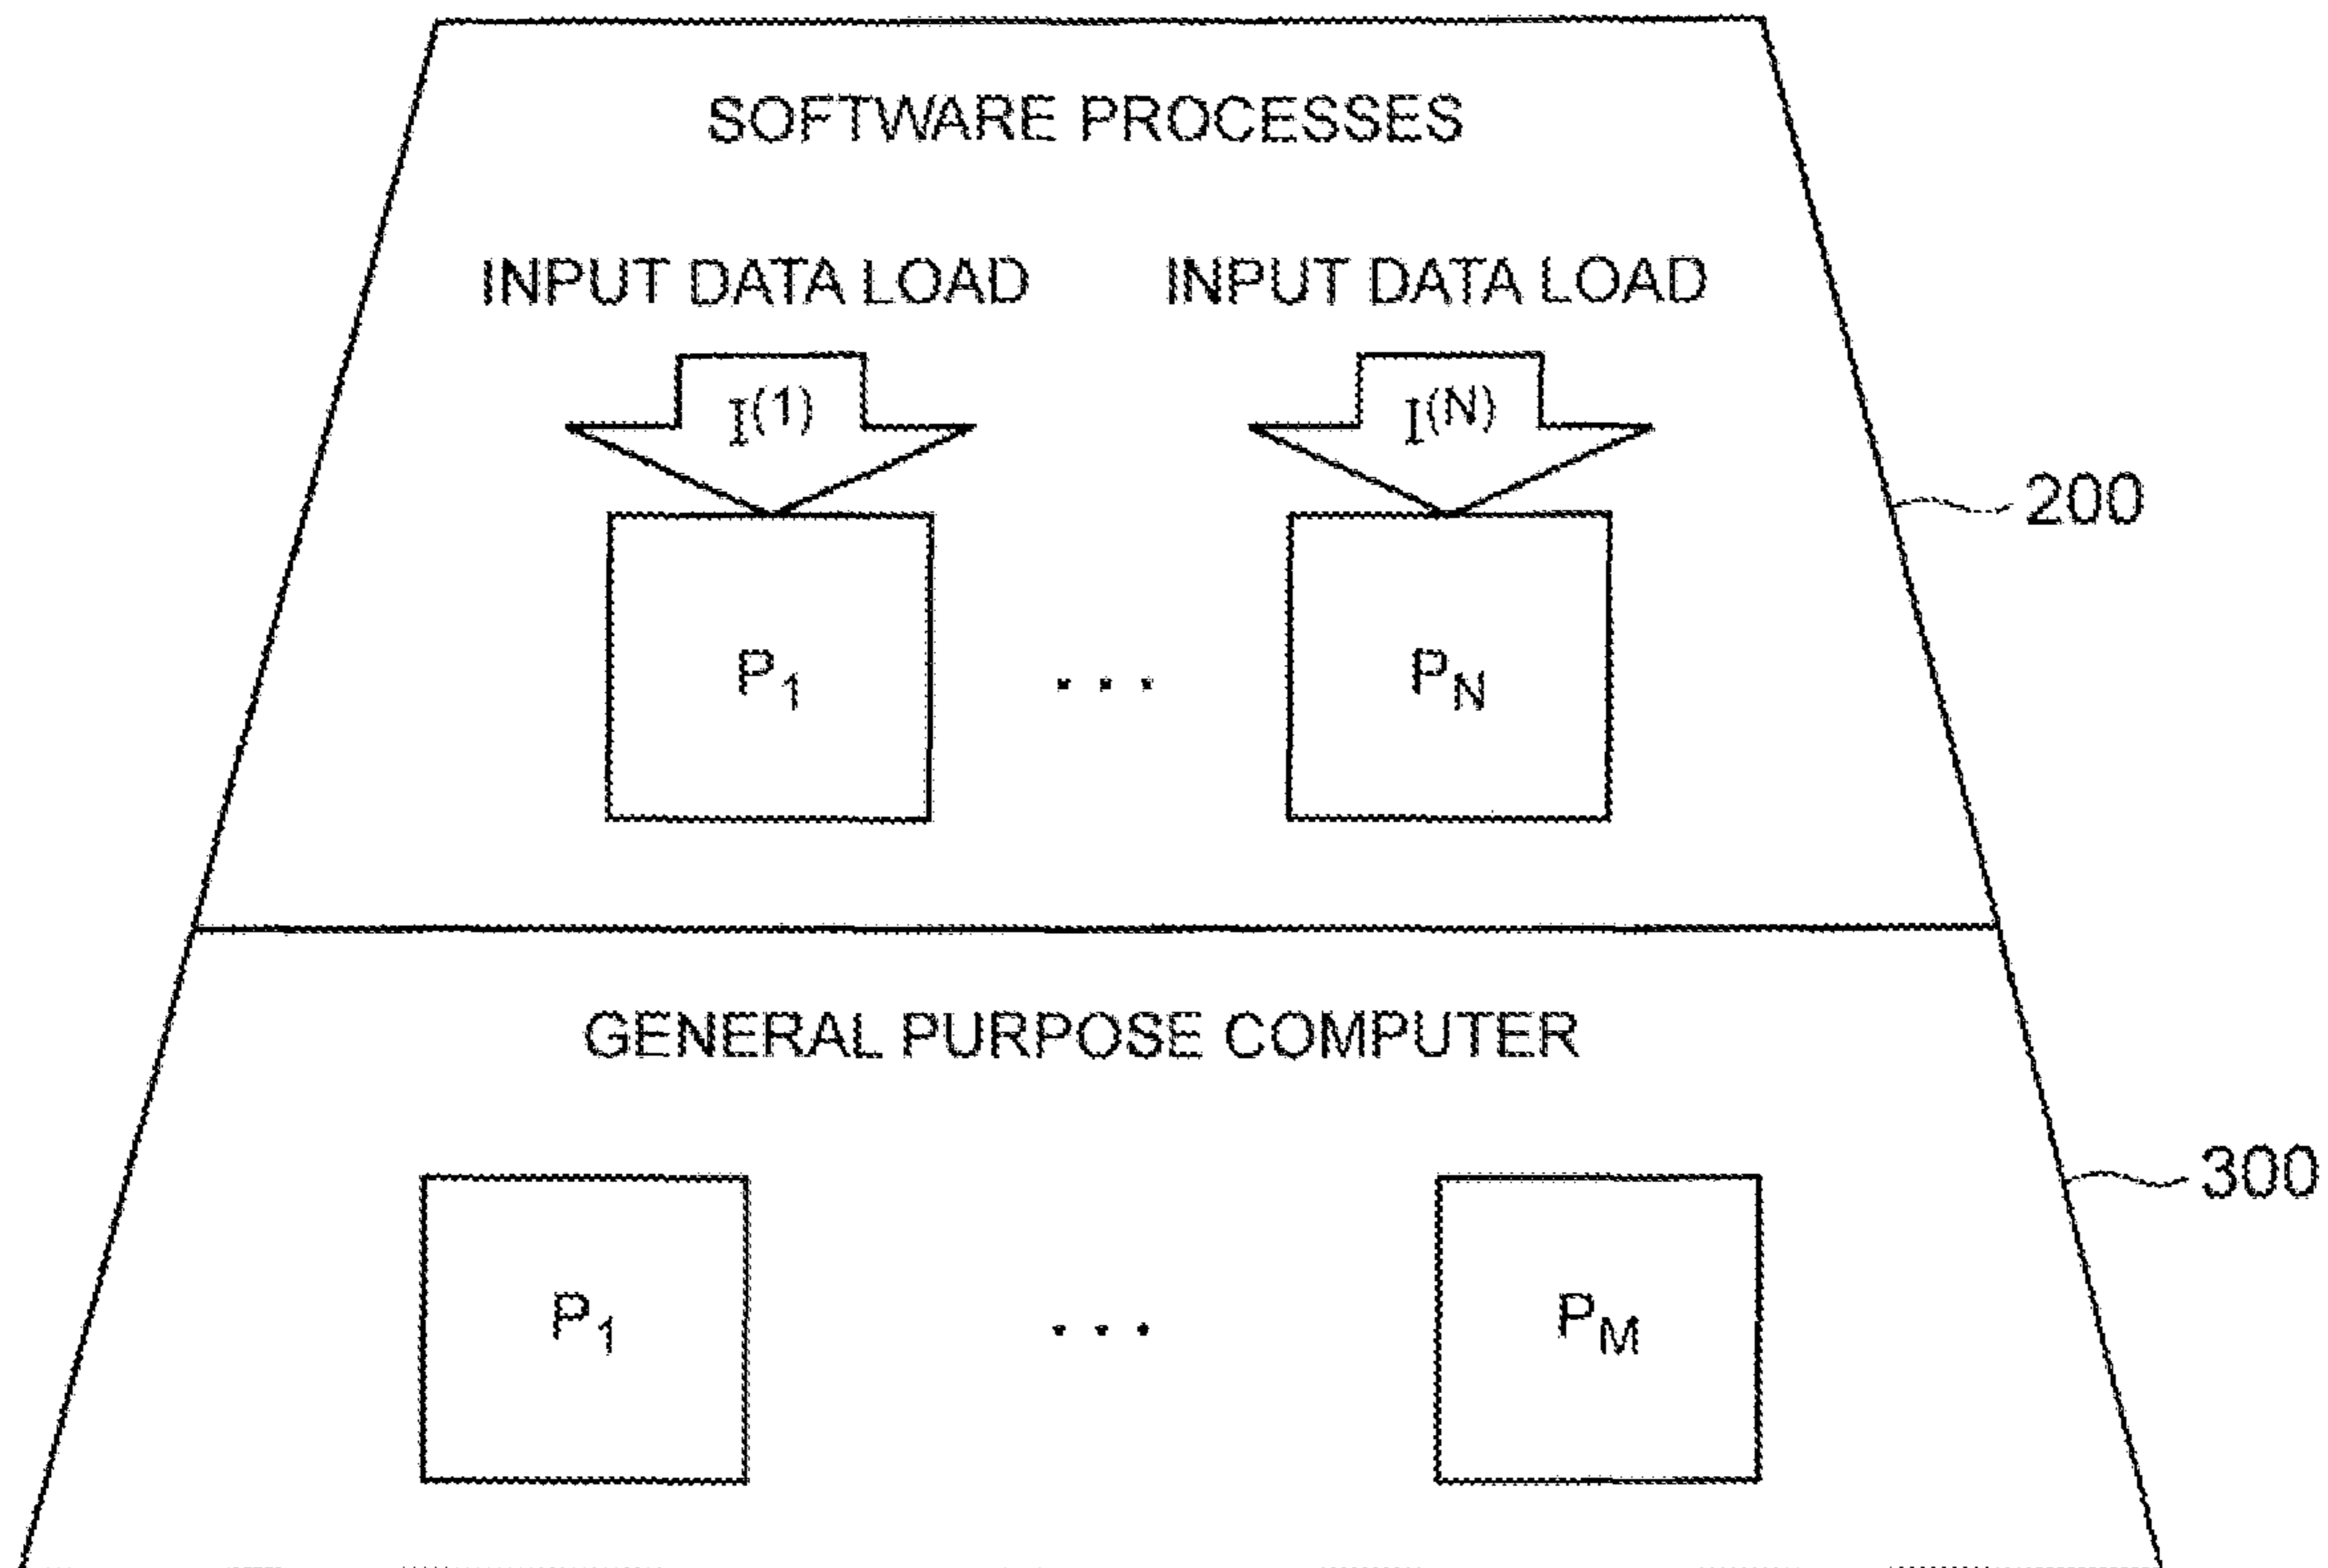 SOFTWARE PROCESSES
INPUT DATA LOAD INPUT DATA LOAD
I(1) I(N)
200
P1 ... PN
GENERAL PURPOSE COMPUTER
300
P1 ... PM